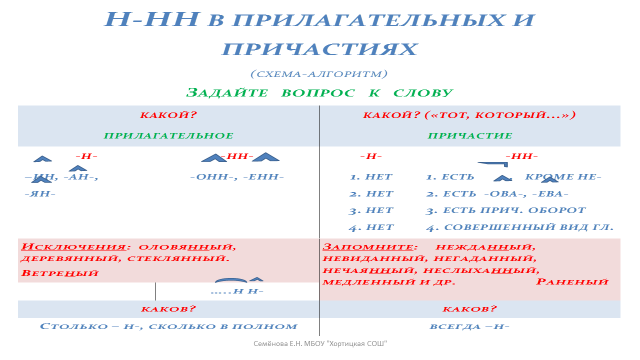 Н-НН В ПРИЛАГАТЕЛЬНЫХ И
ПРИЧАСТИЯХ
(СХЕМА-АЛГОРИТМ)
ЗАДАЙТЕ ВОПРОС К СЛОВУ
КАКОЙ?
ПРИЛАГАТЕЛЬНОЕ
КАКОЙ? («ТОТ, КОТОРЫЙ...»)
ПРИЧАСТИЕ
-Н- -НН-
-ИН, -АН-, -ОНН-, -ЕНН-
-ЯН-
-Н- -НН-
1. НЕТ 1. ЕСТЬ КРОМЕ НЕ-
2. НЕТ 2. ЕСТЬ -ОВА-, -ЕВА-
3. НЕТ 3. ЕСТЬ ПРИЧ. ОБОРОТ
4. НЕТ 4. СОВЕРШЕННЫЙ ВИД ГЛ.
ИСКЛЮЧЕНИЯ: ОЛОВЯННЫЙ,
ДЕРЕВЯННЫЙ, СТЕКЛЯННЫЙ.
ВЕТРЕНЫЙ
.....Н Н-
ЗАПОМНИТЕ: НЕЖДАННЫЙ,
НЕВИДАННЫЙ, НЕГАДАННЫЙ,
НЕЧАЯННЫЙ, НЕСЛЫХАННЫЙ,
МЕДЛЕННЫЙ И ДР. РАНЕНЫЙ
КАКОВ?
СТОЛЬКО – Н-, СКОЛЬКО В ПОЛНОМ
КАКОВ?
ВСЕГДА –Н-
Семёнова Е.Н. МБОУ "Хортицкая СОШ"